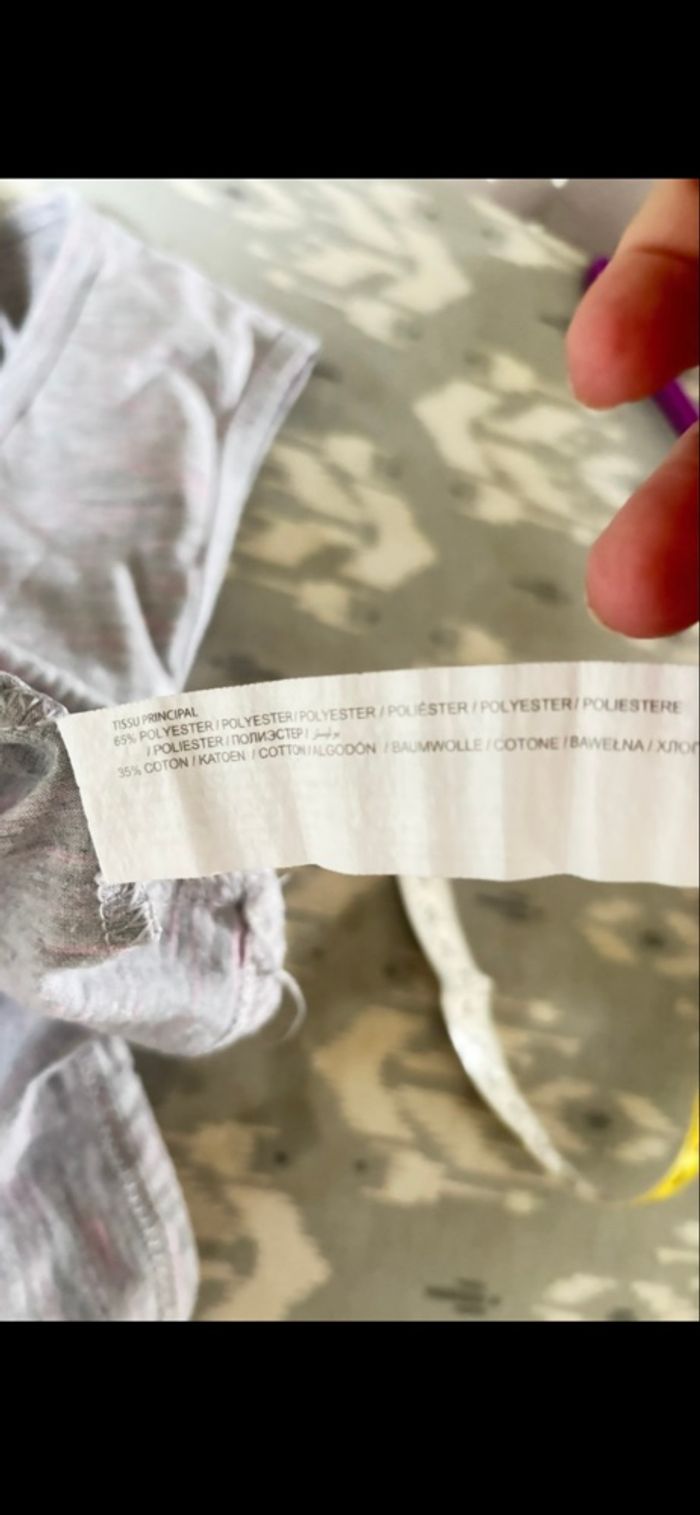 TISSU PRINCIPAL
65% POLYESTER / POLYESTER / POLYESTER / POLIÉSTER / POLYESTER / POLIESTERE
/ POLIESTER / ПОЛИЭСТЕР / بوليستر
35% COTON / KATOEN / COTTON / ALGODÓN / BAUMWOLLE / COTONE / BAWEŁNA /